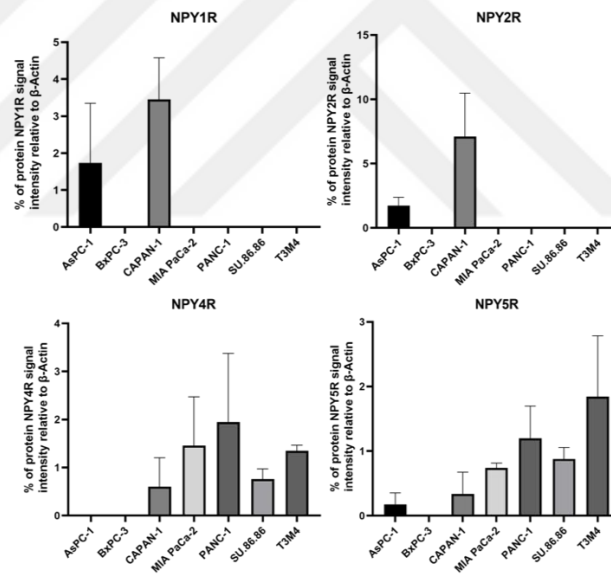 NPY1R
% of protein NPY1R signal
intensity relative to β-Actin
5
4
3
2
1
0
AsPC-1
BxPC-3
CAPAN-1
MIA PaCa-2
PANC-1
SU.86.86
T3M4
NPY2R
% of protein NPY2R signal
intensity relative to β-Actin
15
10
5
0
AsPC-1
BxPC-3
CAPAN-1
MIA PaCa-2
PANC-1
SU.86.86
T3M4
NPY4R
% of protein NPY4R signal
intensity relative to β-Actin
4
3
2
1
0
AsPC-1
BxPC-3
CAPAN-1
MIA PaCa-2
PANC-1
SU.86.86
T3M4
NPY5R
% of protein NPY5R signal
intensity relative to β-Actin
3
2
1
0
AsPC-1
BxPC-3
CAPAN-1
MIA PaCa-2
PANC-1
SU.86.86
T3M4